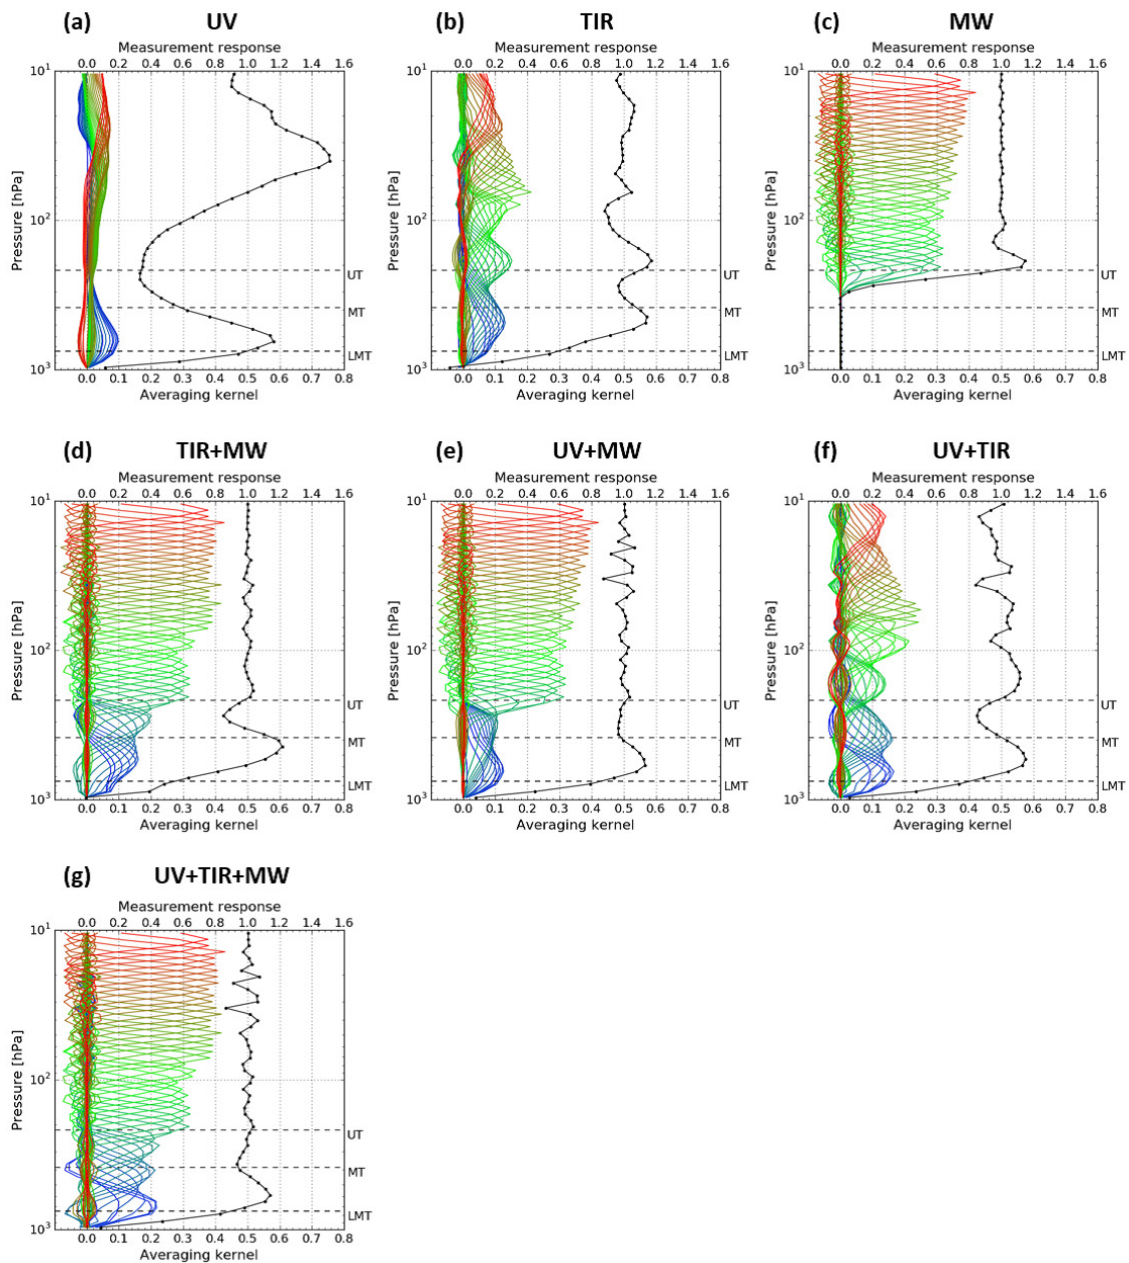 (a) UV
Measurement response
0.0 0.2 0.4 0.6 0.8 1.0 1.2 1.4 1.6
10¹
10²
10³
Pressure [hPa]
UT
MT
LMT
0.0 0.1 0.2 0.3 0.4 0.5 0.6 0.7 0.8
Averaging kernel
(b) TIR
Measurement response
0.0 0.2 0.4 0.6 0.8 1.0 1.2 1.4 1.6
10¹
10²
10³
Pressure [hPa]
UT
MT
LMT
0.0 0.1 0.2 0.3 0.4 0.5 0.6 0.7 0.8
Averaging kernel
(c) MW
Measurement response
0.0 0.2 0.4 0.6 0.8 1.0 1.2 1.4 1.6
10¹
10²
10³
Pressure [hPa]
UT
MT
LMT
0.0 0.1 0.2 0.3 0.4 0.5 0.6 0.7 0.8
Averaging kernel
(d) TIR+MW
Measurement response
0.0 0.2 0.4 0.6 0.8 1.0 1.2 1.4 1.6
10¹
10²
10³
Pressure [hPa]
UT
MT
LMT
0.0 0.1 0.2 0.3 0.4 0.5 0.6 0.7 0.8
Averaging kernel
(e) UV+MW
Measurement response
0.0 0.2 0.4 0.6 0.8 1.0 1.2 1.4 1.6
10¹
10²
10³
Pressure [hPa]
UT
MT
LMT
0.0 0.1 0.2 0.3 0.4 0.5 0.6 0.7 0.8
Averaging kernel
(f) UV+TIR
Measurement response
0.0 0.2 0.4 0.6 0.8 1.0 1.2 1.4 1.6
10¹
10²
10³
Pressure [hPa]
UT
MT
LMT
0.0 0.1 0.2 0.3 0.4 0.5 0.6 0.7 0.8
Averaging kernel
(g) UV+TIR+MW
Measurement response
0.0 0.2 0.4 0.6 0.8 1.0 1.2 1.4 1.6
10¹
10²
10³
Pressure [hPa]
UT
MT
LMT
0.0 0.1 0.2 0.3 0.4 0.5 0.6 0.7 0.8
Averaging kernel